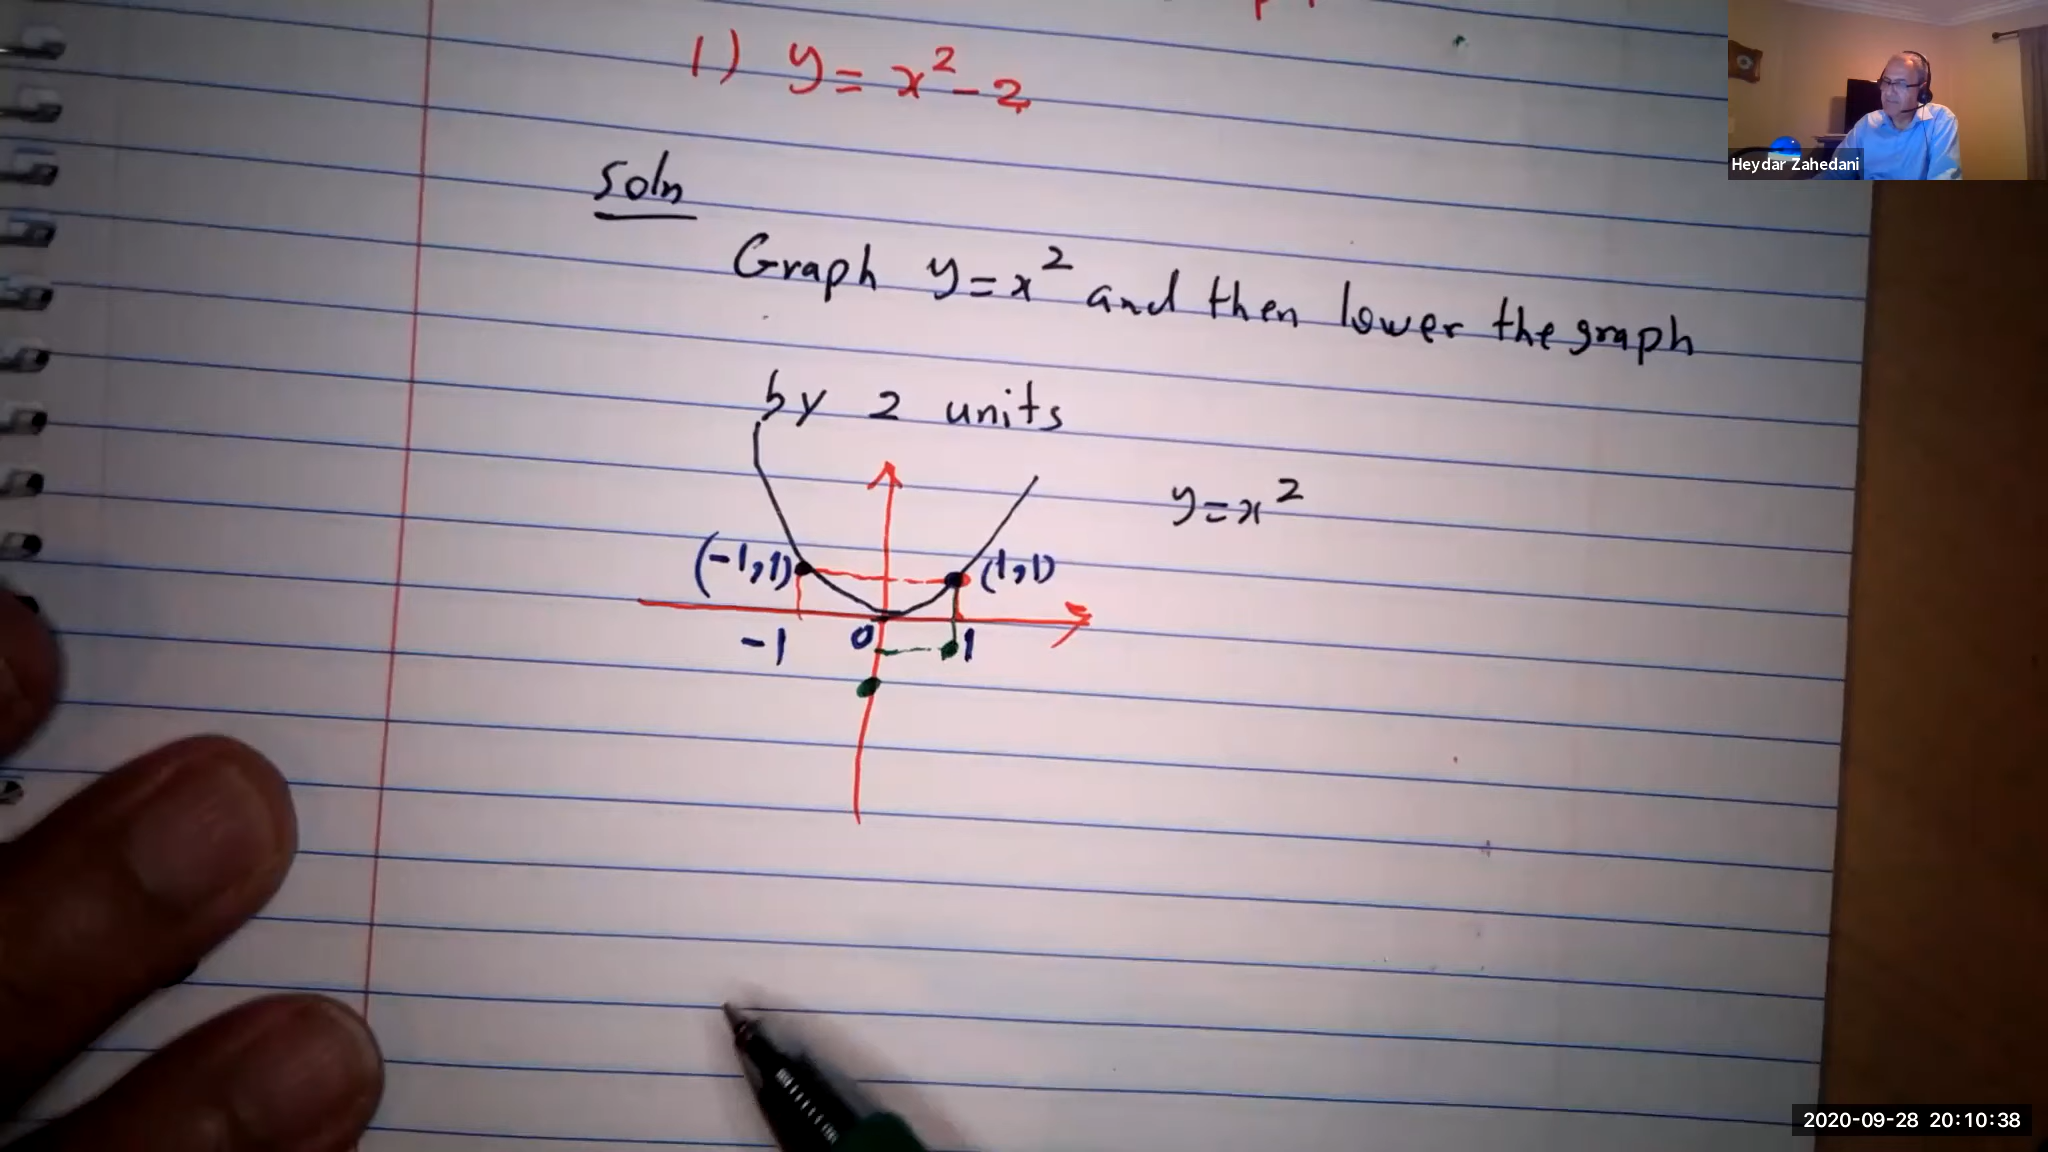 1) y = x² - 2
Heydar Zahedani
Soln
Graph y = x² and then lower the graph
by 2 units
y = x²
(-1,1) (1,1)
-1 0 1
2020-09-28 20:10:38